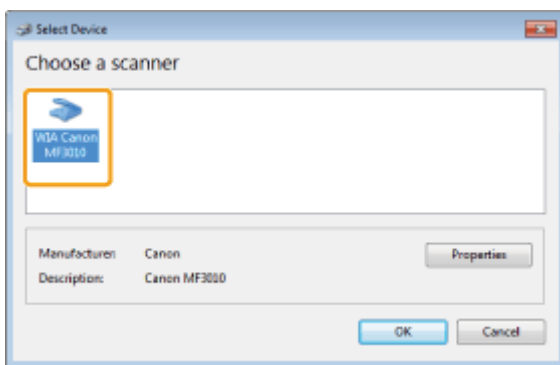 Select Device
Choose a scanner
WIA Canon
MF3010
Manufacturer: Canon
Properties
Description: Canon MF3010
OK
Cancel